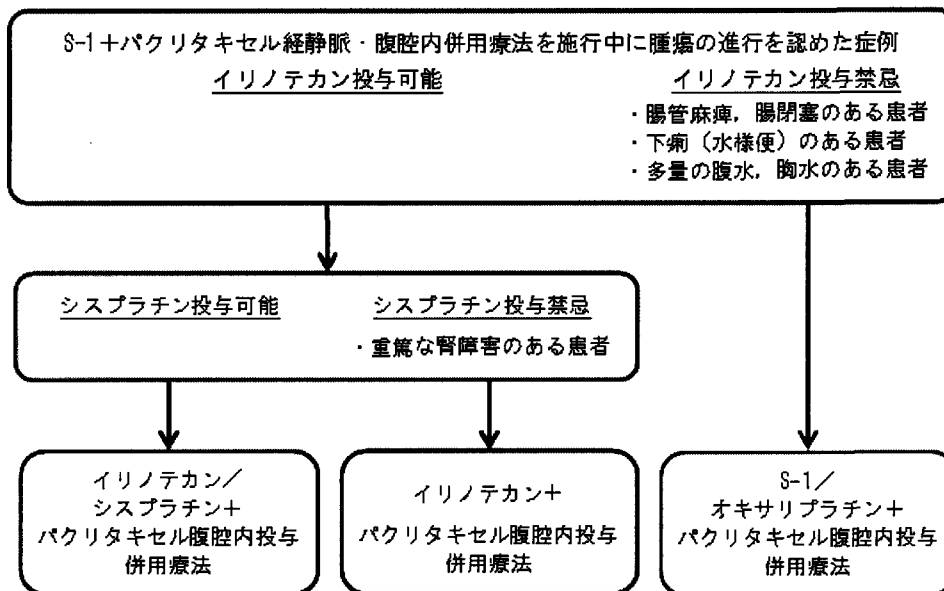 S-1+パクリタキセル経静脈・腹腔内併用療法を施行中に腫瘍の進行を認めた症例
イリノテカン投与可能
イリノテカン投与禁忌
・腸管麻痺，腸閉塞のある患者
・下痢（水様便）のある患者
・多量の腹水，胸水のある患者
シスプラチン投与可能
シスプラチン投与禁忌
・重篤な腎障害のある患者
イリノテカン/
シスプラチン+
パクリタキセル腹腔内投与
併用療法
イリノテカン+
パクリタキセル腹腔内投与
併用療法
S-1/
オキサリプラチン+
パクリタキセル腹腔内投与
併用療法